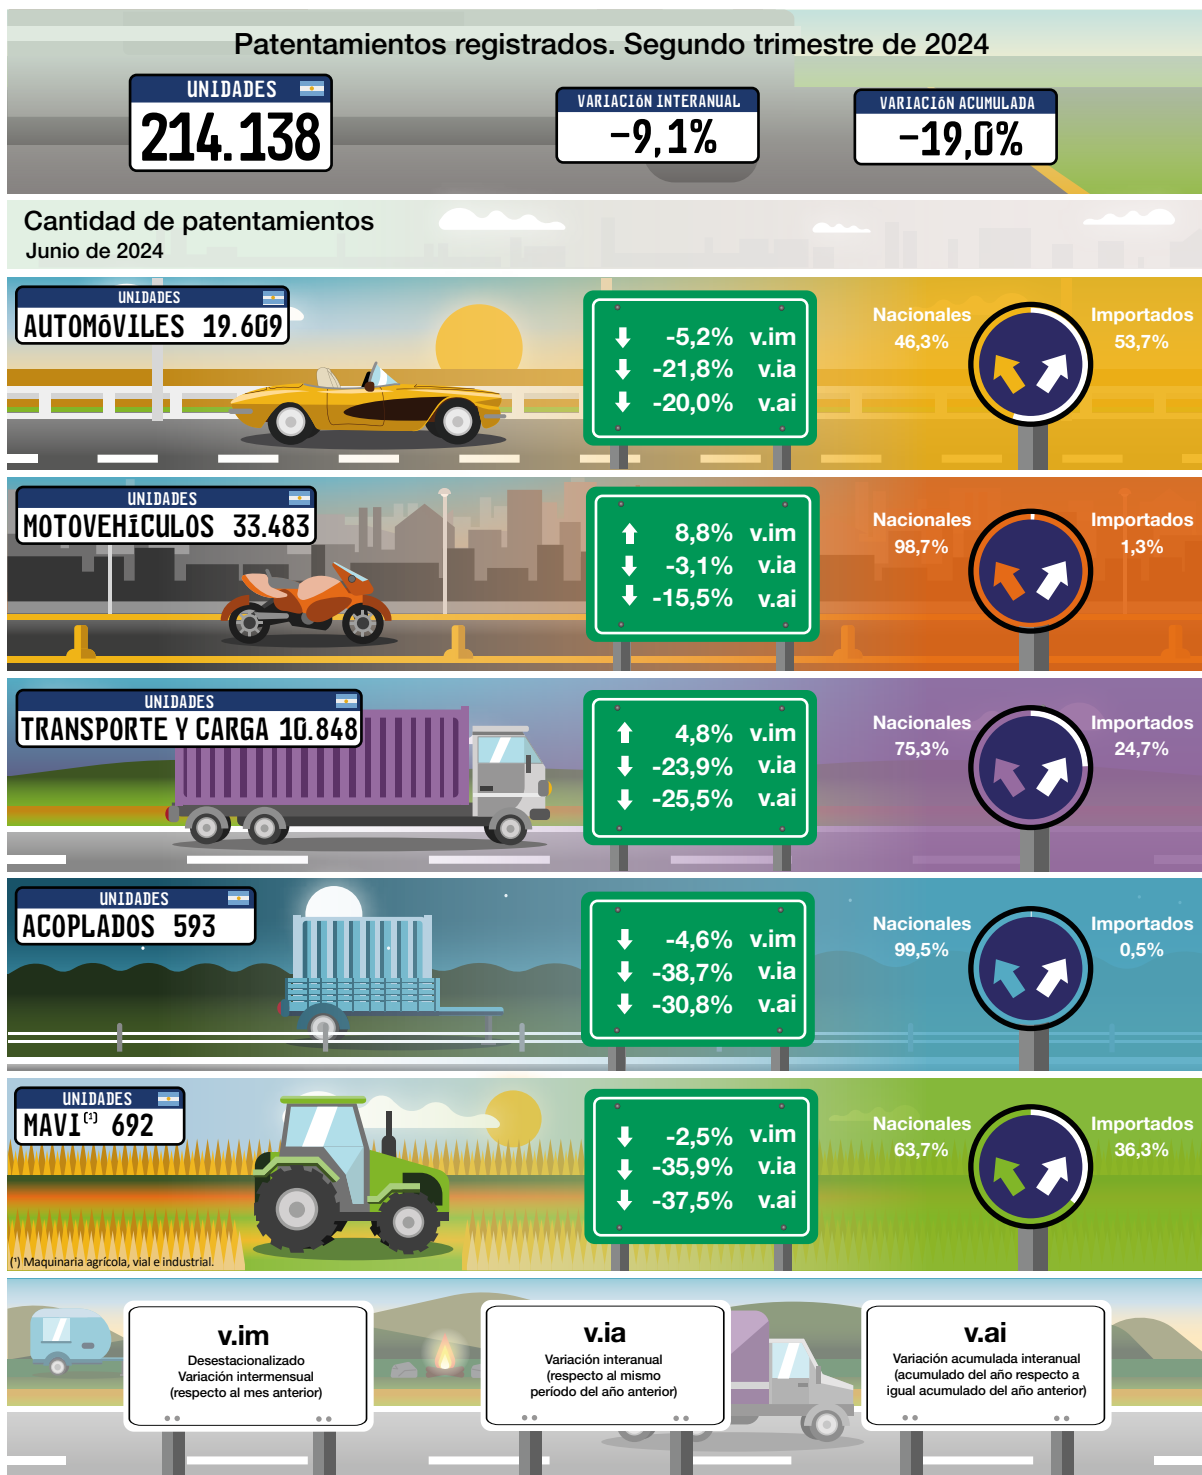 Patentamientos registrados. Segundo trimestre de 2024
UNIDADES
214.138
VARIACIÓN INTERANUAL
-9,1%
VARIACIÓN ACUMULADA
-19,0%
Cantidad de patentamientos
Junio de 2024
UNIDADES
AUTOMÓVILES 19.609
-5,2% v.im
-21,8% v.ia
-20,0% v.ai
Nacionales
46,3%
Importados
53,7%
UNIDADES
MOTOVEHÍCULOS 33.483
8,8% v.im
-3,1% v.ia
-15,5% v.ai
Nacionales
98,7%
Importados
1,3%
UNIDADES
TRANSPORTE Y CARGA 10.848
4,8% v.im
-23,9% v.ia
-25,5% v.ai
Nacionales
75,3%
Importados
24,7%
UNIDADES
ACOPLADOS 593
-4,6% v.im
-38,7% v.ia
-30,8% v.ai
Nacionales
99,5%
Importados
0,5%
UNIDADES
MAVI(¹) 692
-2,5% v.im
-35,9% v.ia
-37,5% v.ai
Nacionales
63,7%
Importados
36,3%
(¹) Maquinaria agrícola, vial e industrial.
v.im
Desestacionalizado
Variación intermensual
(respecto al mes anterior)
v.ia
Variación interanual
(respecto al mismo
período del año anterior)
v.ai
Variación acumulada interanual
(acumulado del año respecto a
igual acumulado del año anterior)